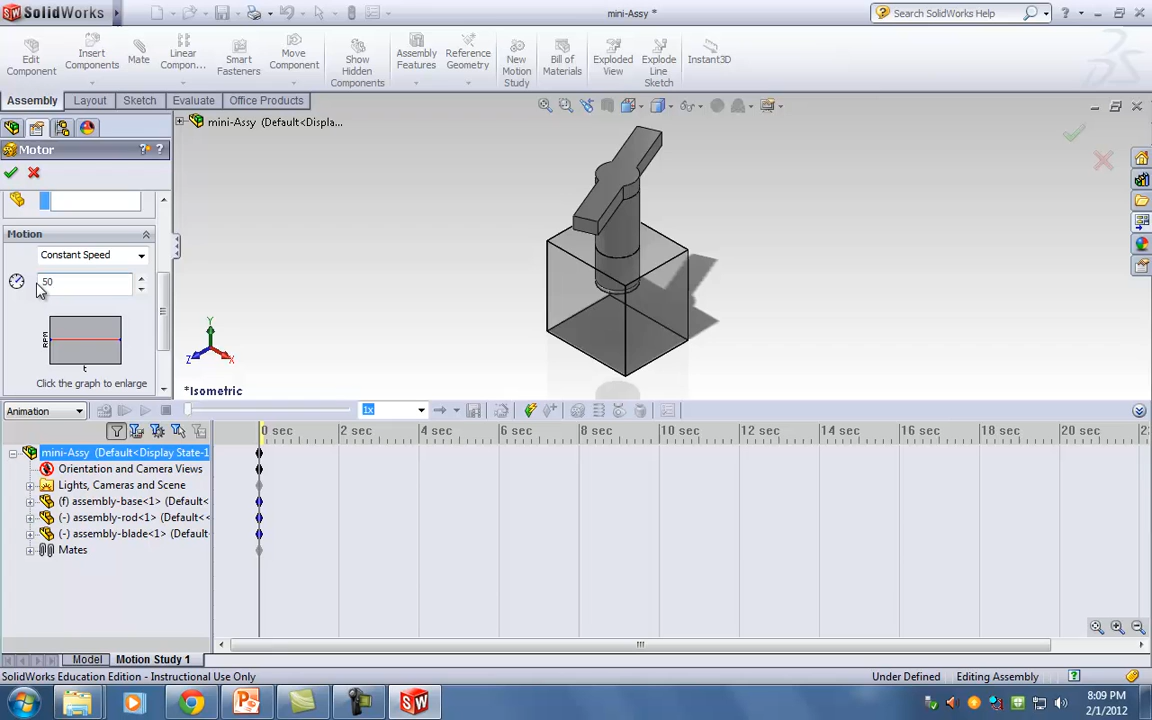 SolidWorks
mini-Assy *
Search SolidWorks Help
Edit Component
Insert Components
Mate
Linear Compon...
Smart Fasteners
Move Component
Show Hidden Components
Assembly Features
Reference Geometry
New Motion Study
Bill of Materials
Exploded View
Explode Line Sketch
Instant3D
Assembly
Layout
Sketch
Evaluate
Office Products
mini-Assy (Default<Displa...
Motor
? ?
Motion
Constant Speed
50
RPM
t
Click the graph to enlarge
Y
Z
X
*Isometric
Animation
1x
0 sec
2 sec
4 sec
6 sec
8 sec
10 sec
12 sec
14 sec
16 sec
18 sec
20 sec
22
mini-Assy (Default<Display State-1
Orientation and Camera Views
Lights, Cameras and Scene
(f) assembly-base<1> (Default<
(-) assembly-rod<1> (Default<<
(-) assembly-blade<1> (Default
Mates
Model
Motion Study 1
SolidWorks Education Edition - Instructional Use Only
Under Defined
Editing Assembly
8:09 PM
2/1/2012